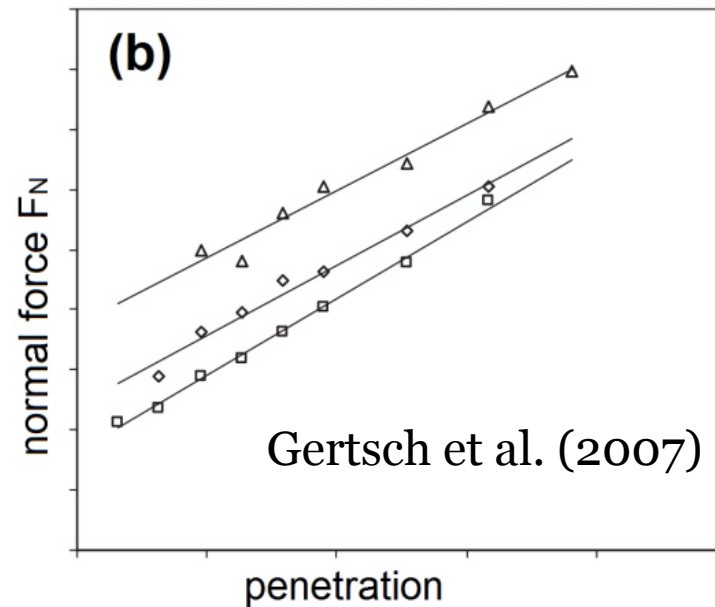 (b)
normal force FN
Gertsch et al. (2007)
penetration